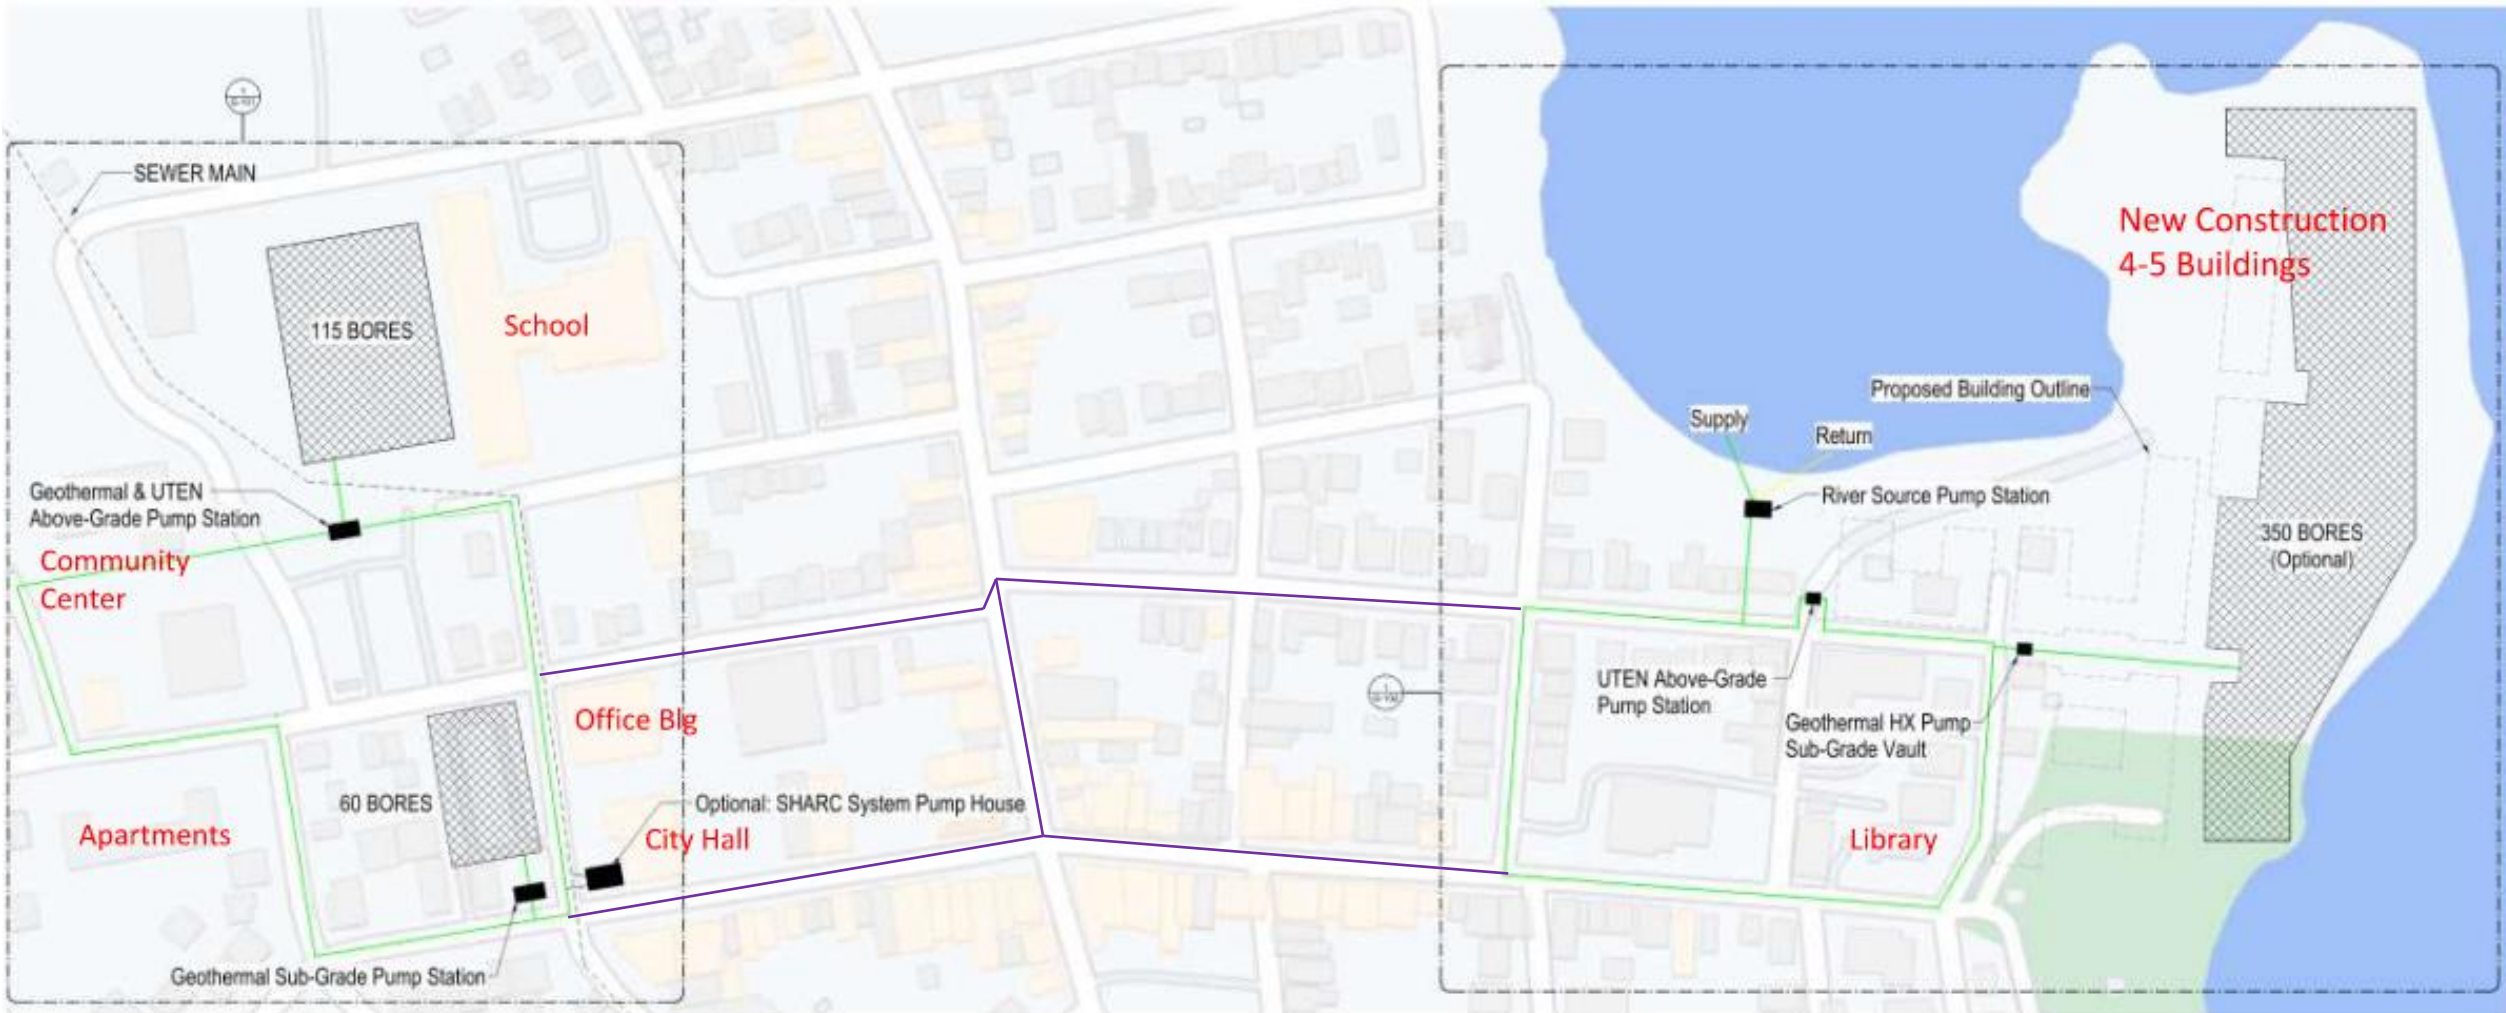 SEWER MAIN
115 BORES
School
Geothermal & UTEN
Above-Grade Pump Station
Community
Center
Office Blg
60 BORES
Optional: SHARC System Pump House
City Hall
Apartments
Geothermal Sub-Grade Pump Station
New Construction
4-5 Buildings
Proposed Building Outline
Supply
Return
River Source Pump Station
350 BORES
(Optional)
UTEN Above-Grade
Pump Station
Geothermal HX Pump
Sub-Grade Vault
Library